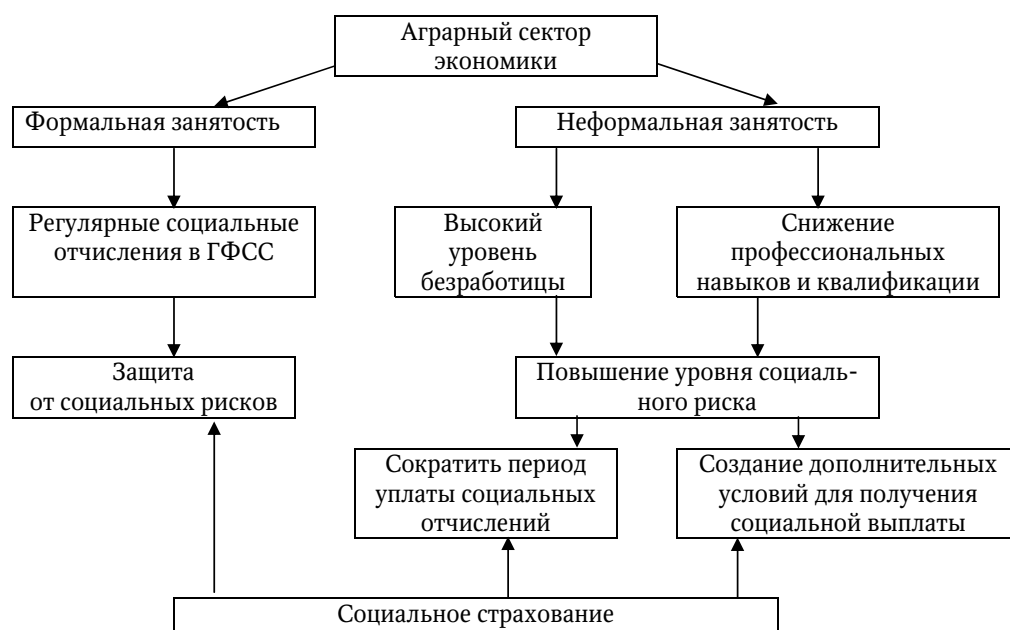 Аграрный сектор
экономики
Формальная занятость
Неформальная занятость
Регулярные социальные
отчисления в ГФСС
Высокий
уровень
безработицы
Снижение
профессиональных
навыков и квалификации
Защита
от социальных рисков
Повышение уровня социаль-
ного риска
Сократить период
уплаты социальных
отчислений
Создание дополнительных
условий для получения
социальной выплаты
Социальное страхование